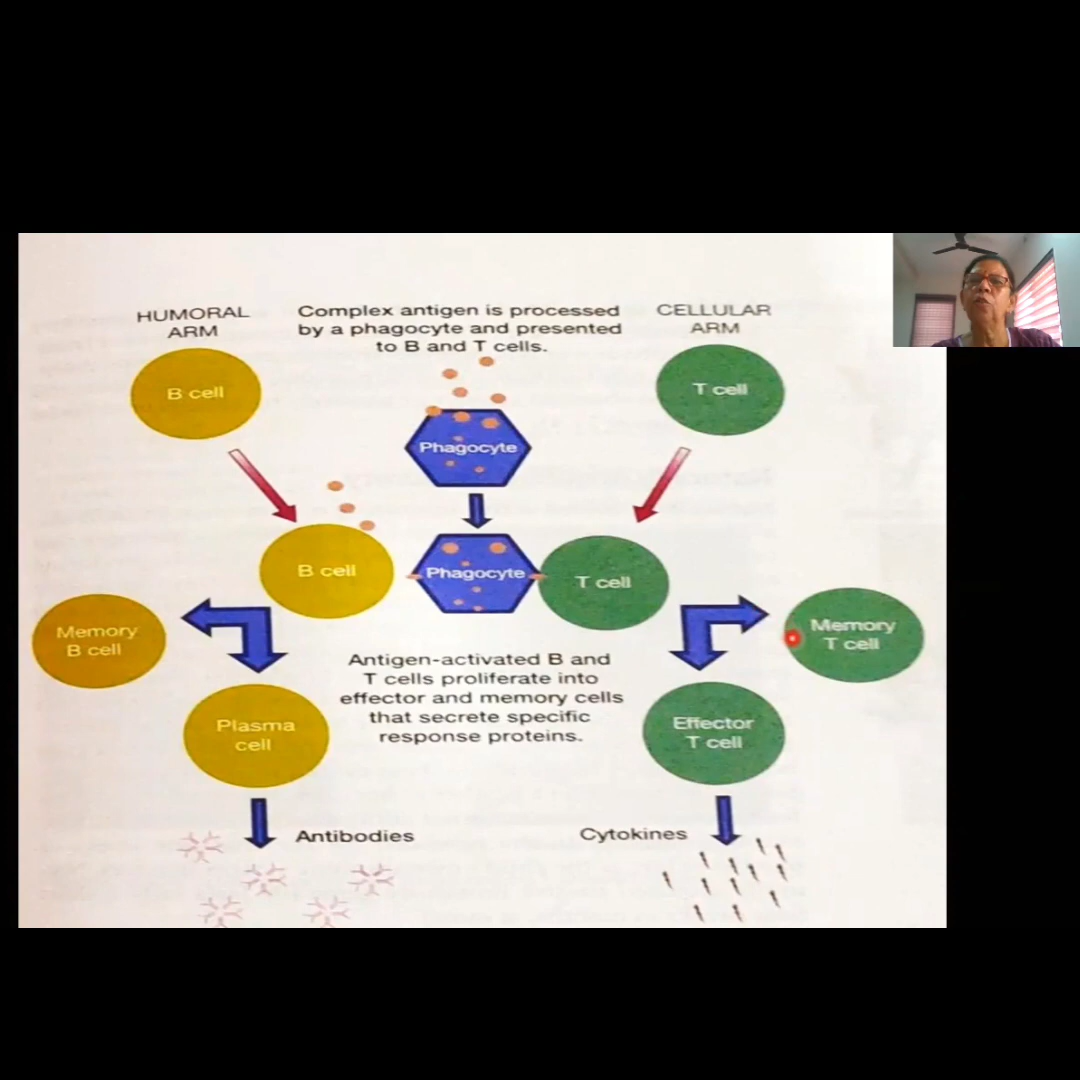 HUMORAL
ARM
Complex antigen is processed
by a phagocyte and presented
to B and T cells.
CELLULAR
ARM
B cell
T cell
Phagocyte
B cell
Phagocyte
T cell
Memory
B cell
Memory
T cell
Antigen-activated B and
T cells proliferate into
effector and memory cells
that secrete specific
response proteins.
Plasma
cell
Effector
T cell
Antibodies
Cytokines